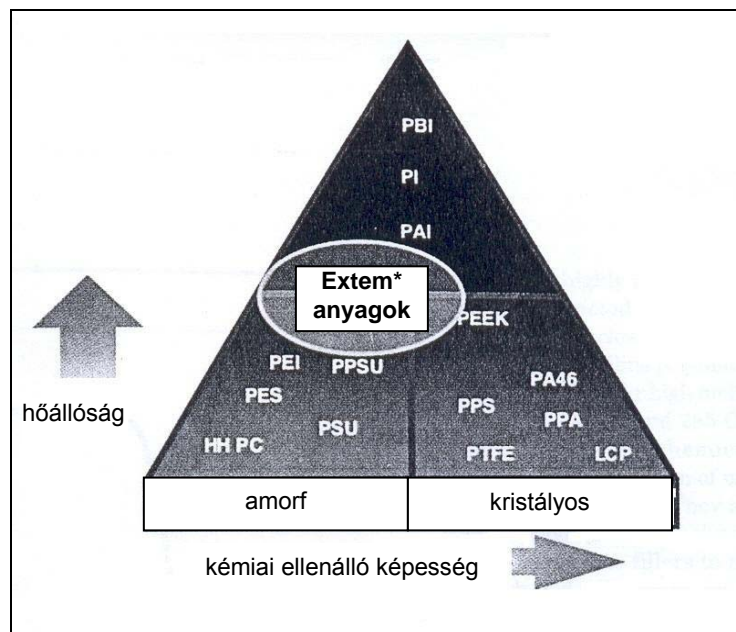 PBI
PI
PAI
Extem*
anyagok
PEEK
PEI PPSU
PA46
PES
PPS
PPA
PSU
HH PC
PTFE LCP
hőállóság
amorf kristályos
kémiai ellenálló képesség